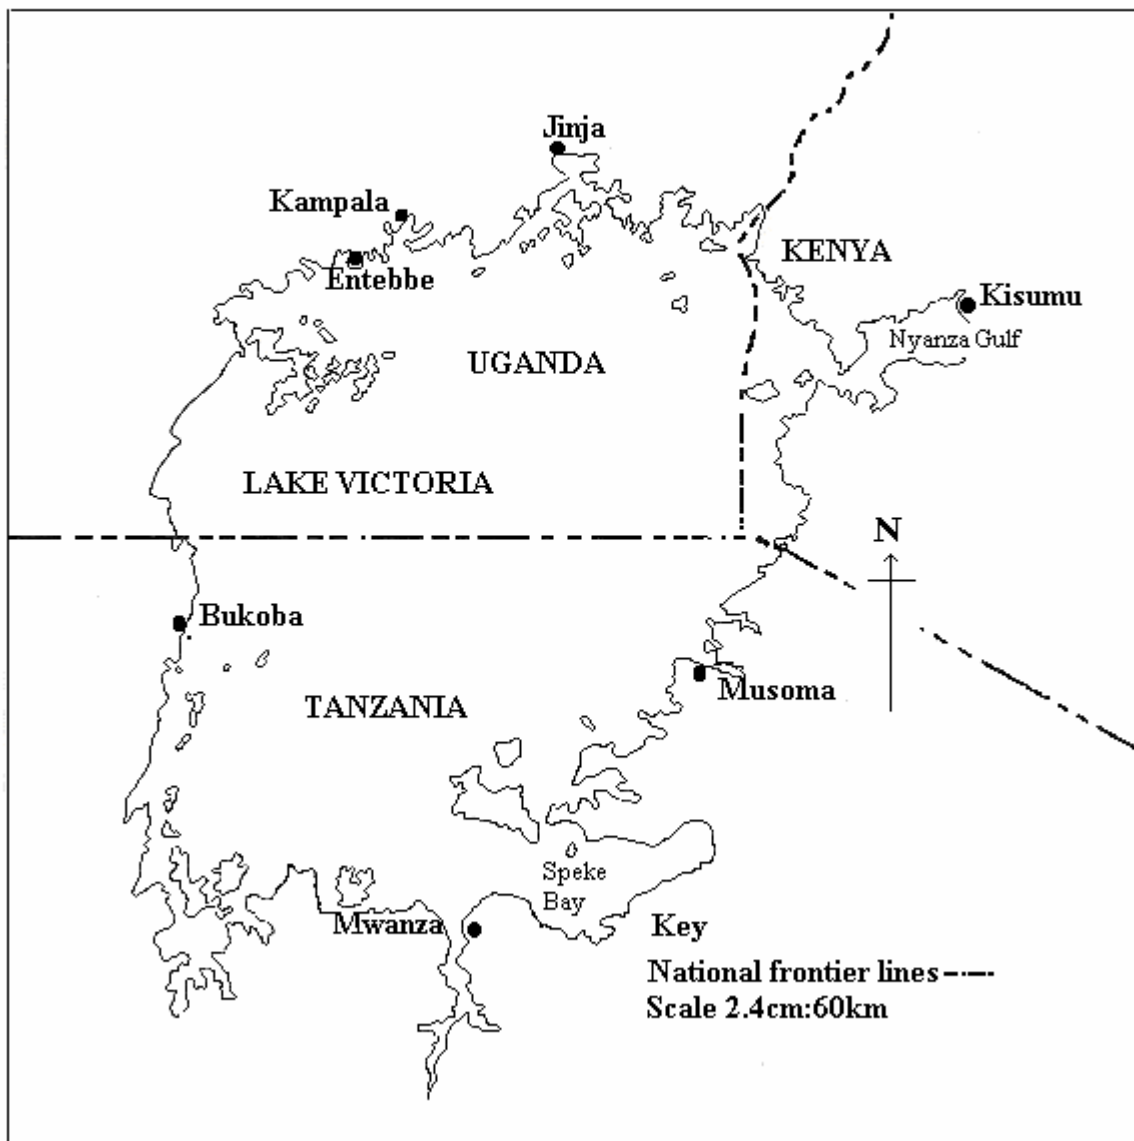 Jinja
Kampala
KENYA
Entebbe
Kisumu
Nyanza Gulf
UGANDA
LAKE VICTORIA
N
Bukoba
Musoma
TANZANIA
Speke
Bay
Mwanza
Key
National frontier lines
Scale 2.4cm:60km